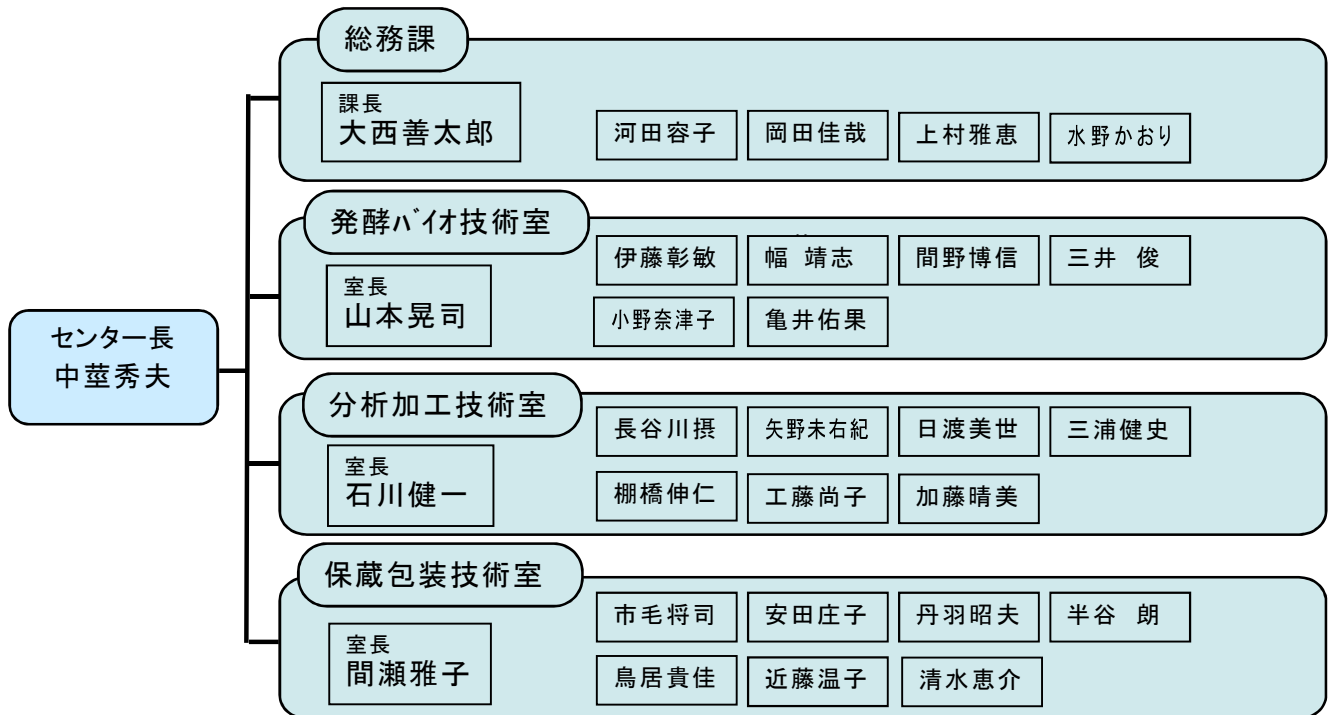 総務課
課長
大西善太郎
河田容子
岡田佳哉
上村雅恵
水野かおり
発酵ﾊﾞｲｵ技術室
室長
山本晃司
伊藤彰敏
幅 靖志
間野博信
三井 俊
小野奈津子
亀井佑果
センター長
中莖秀夫
分析加工技術室
室長
石川健一
長谷川摂
矢野未右紀
日渡美世
三浦健史
棚橋伸仁
工藤尚子
加藤晴美
保蔵包装技術室
室長
間瀬雅子
市毛将司
安田庄子
丹羽昭夫
半谷 朗
鳥居貴佳
近藤温子
清水恵介